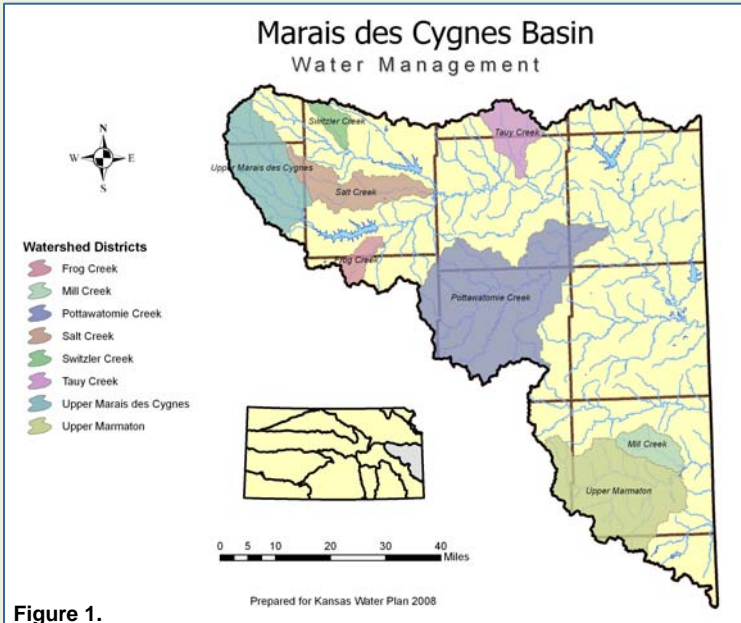 Marais des Cygnes Basin
Water Management
N
W E
S
Switzler Creek
Tauy Creek
Upper Marais des Cygnes
Salt Creek
Frog Creek
Pottawatomie Creek
Mill Creek
Upper Marmaton
Watershed Districts
Frog Creek
Mill Creek
Pottawatomie Creek
Salt Creek
Switzler Creek
Tauy Creek
Upper Marais des Cygnes
Upper Marmaton
0 5 10 20 30 40
Miles
Prepared for Kansas Water Plan 2008
Figure 1.